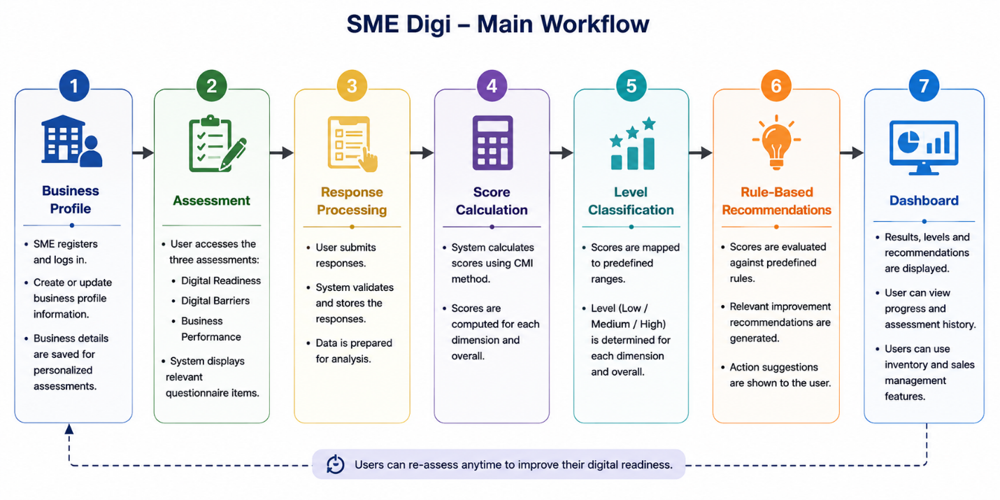 SME Digi – Main Workflow
1
Business
Profile
• SME registers
and logs in.
• Create or update
business profile
information.
• Business details
are saved for
personalized
assessments.
2
Assessment
• User accesses the
three assessments:
• Digital Readiness
• Digital Barriers
• Business
Performance
• System displays
relevant
questionnaire items.
3
Response
Processing
• User submits
responses.
• System validates
and stores the
responses.
• Data is prepared
for analysis.
4
Score
Calculation
• System calculates
scores using CMI
method.
• Scores are
computed for each
dimension and
overall.
5
Level
Classification
• Scores are mapped
to predefined
ranges.
• Level (Low /
Medium / High)
is determined for
each dimension
and overall.
6
Rule-Based
Recommendations
• Scores are evaluated
against predefined
rules.
• Relevant improvement
recommendations are
generated.
• Action suggestions
are shown to the user.
7
Dashboard
• Results, levels and
recommendations
are displayed.
• User can view
progress and
assessment history.
• Users can use
inventory and sales
management
features.
Users can re-assess anytime to improve their digital readiness.